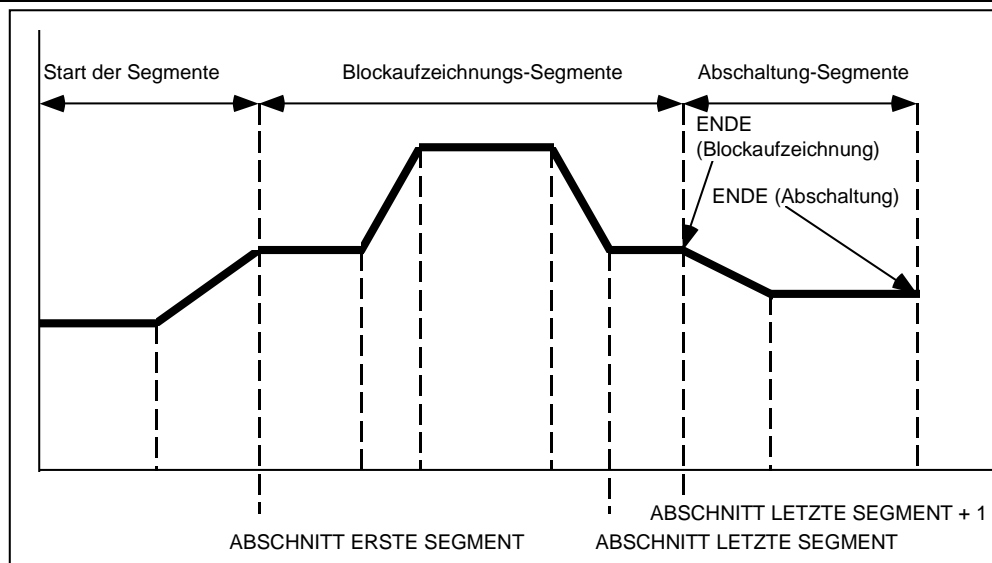 Start der Segmente
Blockaufzeichnungs-Segmente
Abschaltung-Segmente
ENDE
(Blockaufzeichnung)
ENDE (Abschaltung)
ABSCHNITT LETZTE SEGMENT + 1
ABSCHNITT ERSTE SEGMENT
ABSCHNITT LETZTE SEGMENT